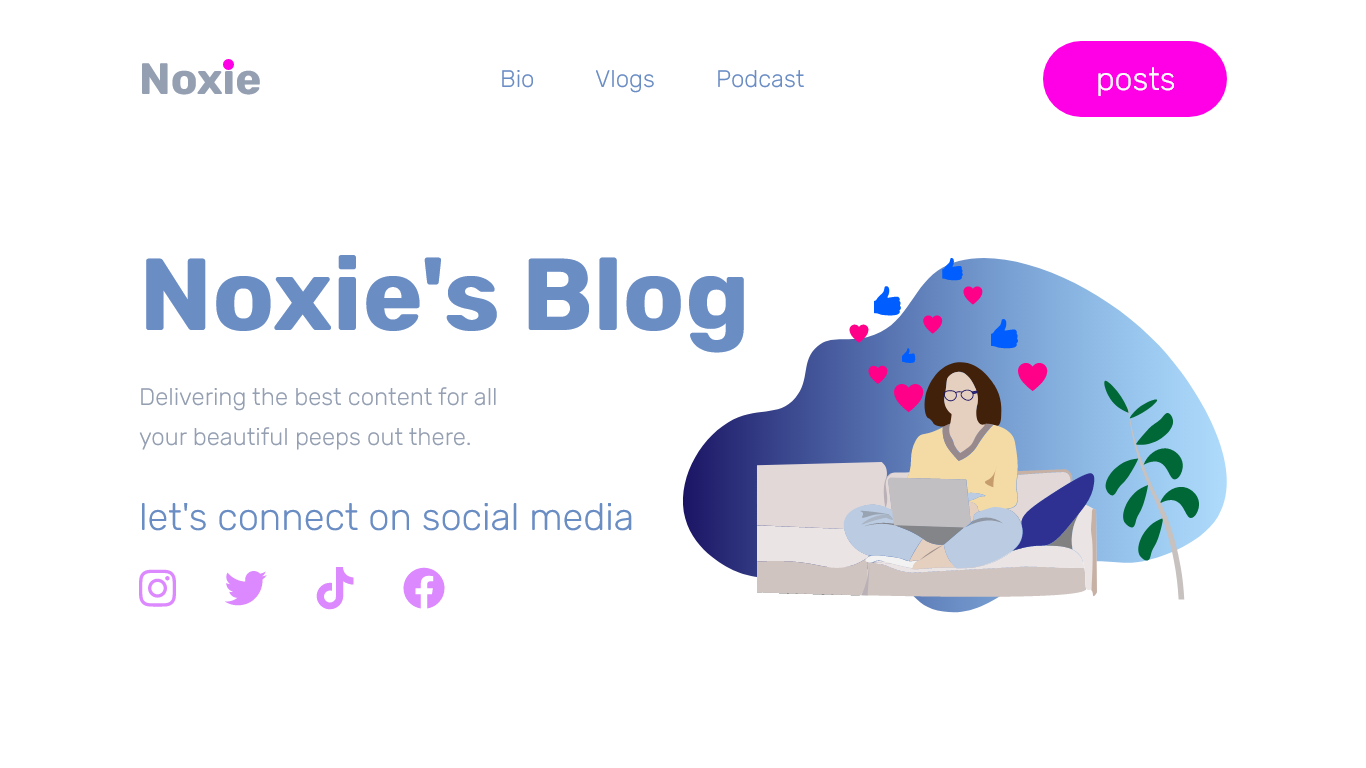 Noxie
Bio
Vlogs
Podcast
posts
Noxie's Blog
Delivering the best content for all
your beautiful peeps out there.
let's connect on social media